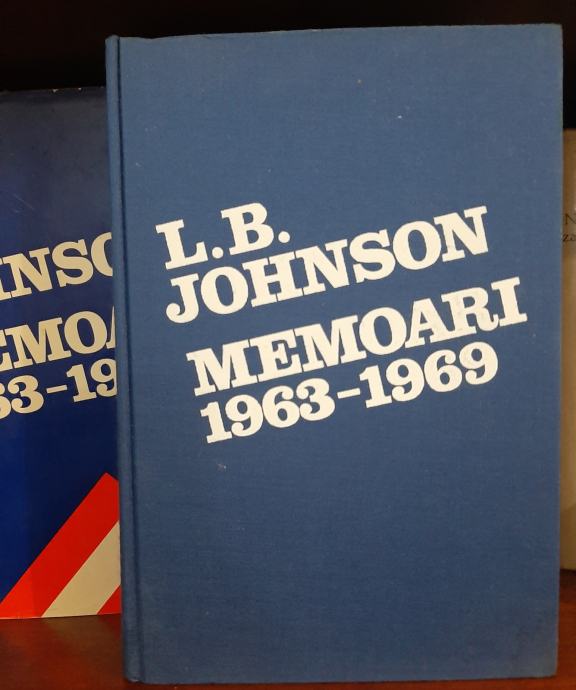 L.B.
JOHNSON
MEMOARI
1963-1969